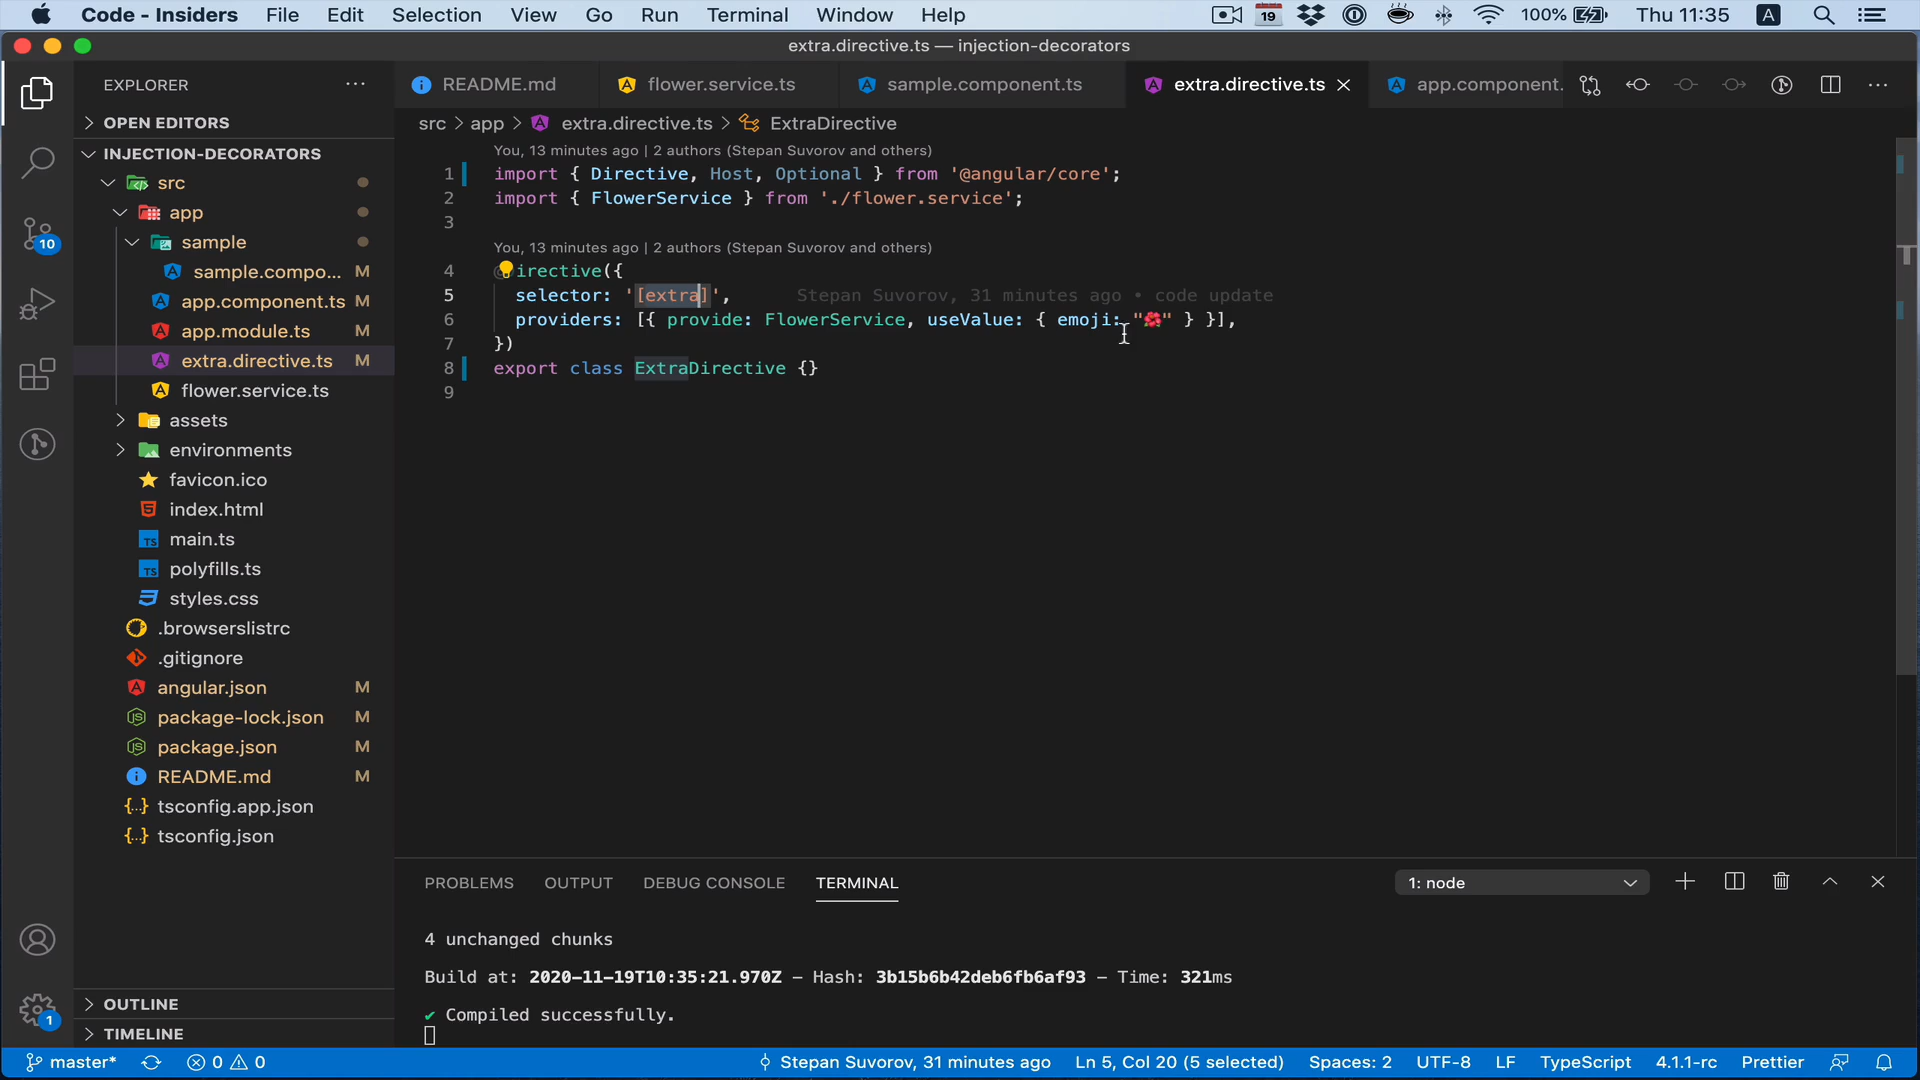 Code - Insiders File Edit Selection View Go Run Terminal Window Help 19 100% Thu 11:35 A
extra.directive.ts — injection-decorators
EXPLORER
OPEN EDITORS
INJECTION-DECORATORS
src
app
sample
sample.compo... M
app.component.ts M
app.module.ts M
extra.directive.ts M
flower.service.ts
assets
environments
favicon.ico
index.html
TS main.ts
TS polyfills.ts
styles.css
.browserslistrc
.gitignore
angular.json M
package-lock.json M
package.json M
README.md M
{..} tsconfig.app.json
{..} tsconfig.json
OUTLINE
TIMELINE
10
1
README.md flower.service.ts sample.component.ts extra.directive.ts app.component.
src > app > extra.directive.ts > ExtraDirective
You, 13 minutes ago | 2 authors (Stepan Suvorov and others)
1 import { Directive, Host, Optional } from '@angular/core';
2 import { FlowerService } from './flower.service';
3
You, 13 minutes ago | 2 authors (Stepan Suvorov and others)
4 irective({
5 selector: '[extra]', Stepan Suvorov, 31 minutes ago • code update
6 providers: [{ provide: FlowerService, useValue: { emoji: "🌺" } }],
7 })
8 export class ExtraDirective {}
9
PROBLEMS OUTPUT DEBUG CONSOLE TERMINAL 1: node
4 unchanged chunks
Build at: 2020-11-19T10:35:21.970Z - Hash: 3b15b6b42deb6fb6af93 - Time: 321ms
✔ Compiled successfully.
master* 0 0 Stepan Suvorov, 31 minutes ago Ln 5, Col 20 (5 selected) Spaces: 2 UTF-8 LF TypeScript 4.1.1-rc Prettier